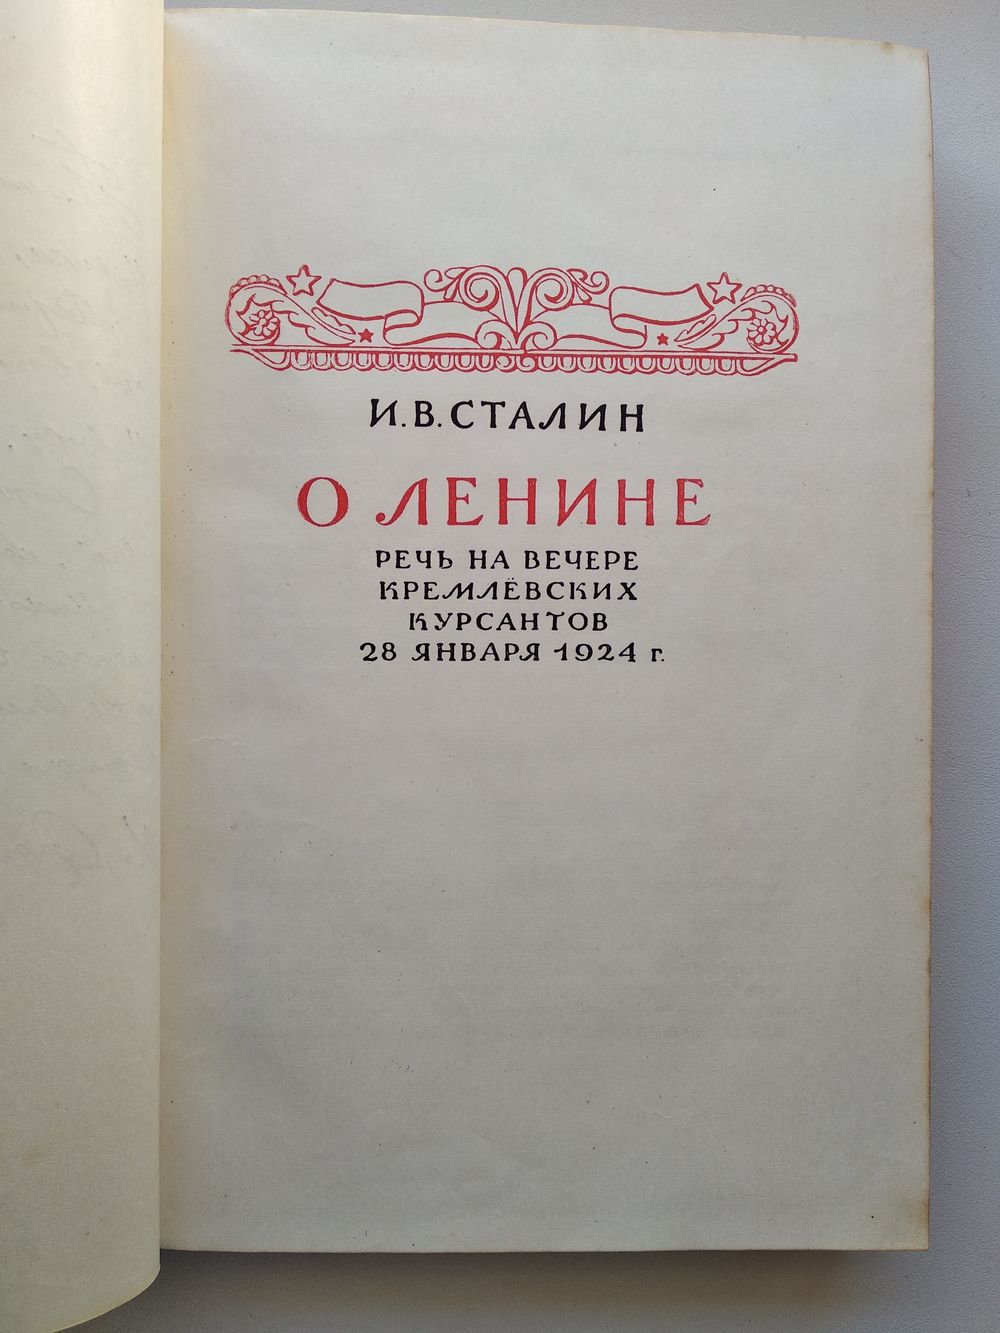 И.В.СТАЛИН
О ЛЕНИНЕ
РЕЧЬ НА ВЕЧЕРЕ
КРЕМЛЁВСКИХ
КУРСАНТОВ
28 ЯНВАРЯ 1924 г.